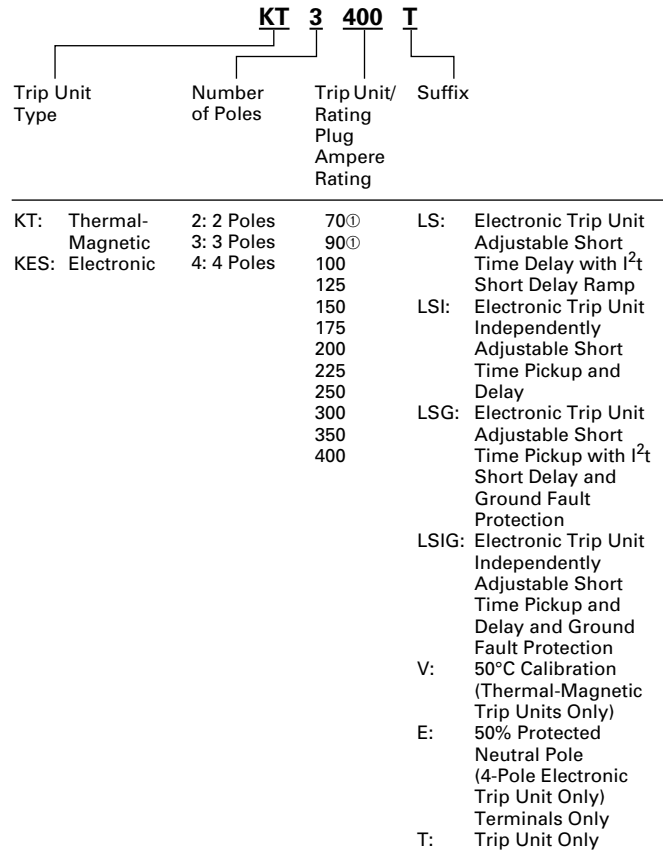 KT 3 400 T
Trip Unit Type
Number of Poles
Trip Unit/ Rating Plug Ampere Rating
Suffix
KT: Thermal-
Magnetic
KES: Electronic
2: 2 Poles
3: 3 Poles
4: 4 Poles
70①
90①
100
125
150
175
200
225
250
300
350
400
LS: Electronic Trip Unit
Adjustable Short
Time Delay with I²t
Short Delay Ramp
LSI: Electronic Trip Unit
Independently
Adjustable Short
Time Pickup and
Delay
LSG: Electronic Trip Unit
Adjustable Short
Time Pickup with I²t
Short Delay and
Ground Fault
Protection
LSIG: Electronic Trip Unit
Independently
Adjustable Short
Time Pickup and
Delay and Ground
Fault Protection
V: 50°C Calibration
(Thermal-Magnetic
Trip Units Only)
E: 50% Protected
Neutral Pole
(4-Pole Electronic
Trip Unit Only)
Terminals Only
T: Trip Unit Only